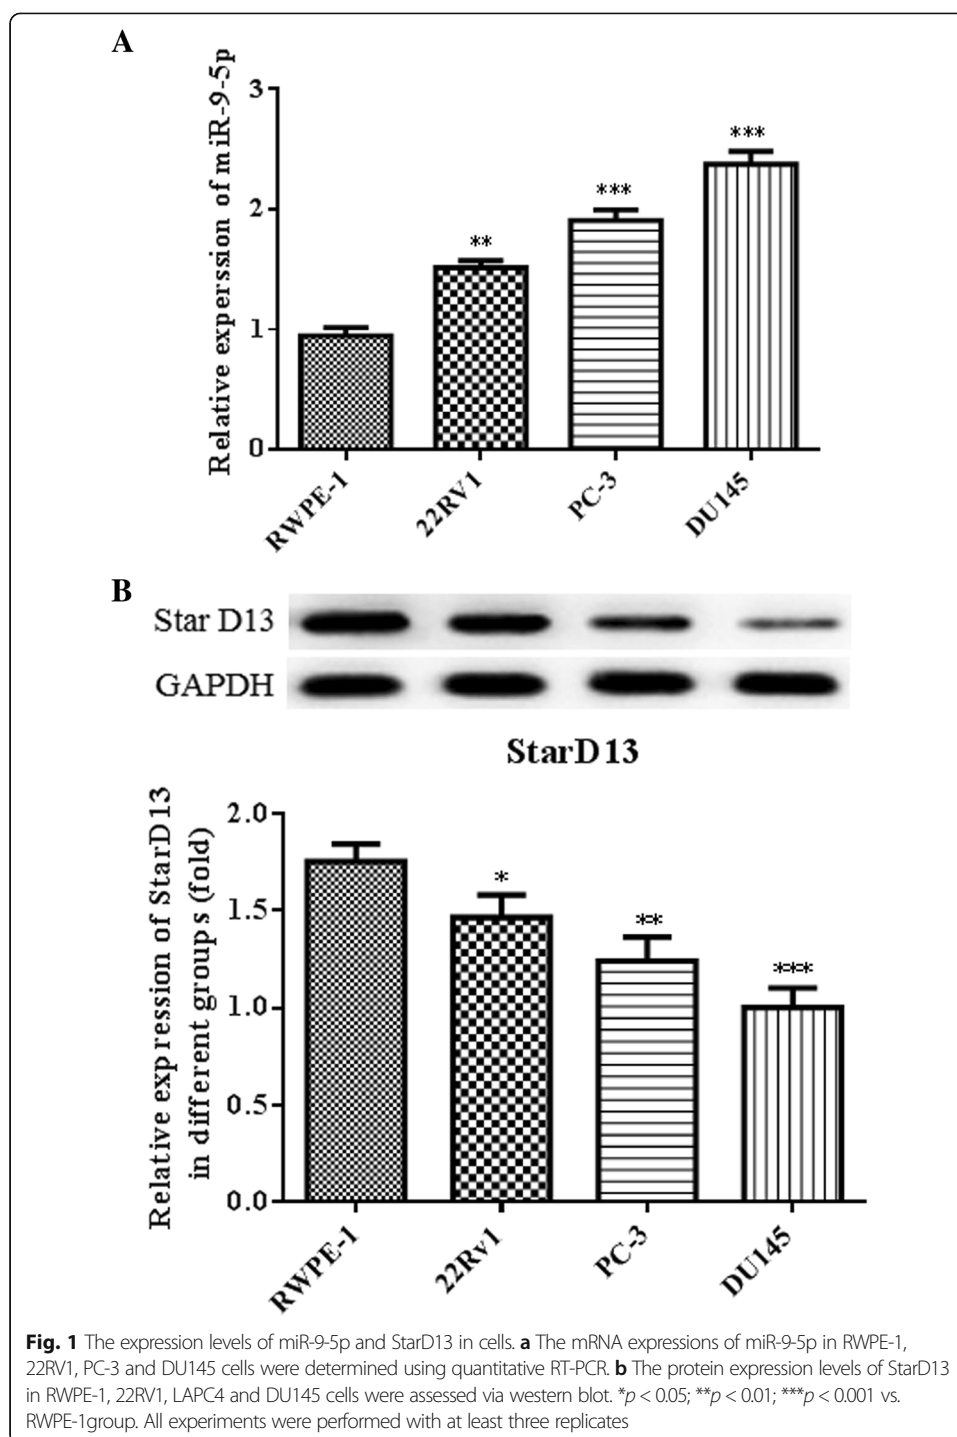 A
Relative experssion of miR-9-5p
3
2
1
0
**
***
***
RWPE-1
22RV1
PC-3
DU145
B
Star D13
GAPDH
StarD13
Relative expression of StarD13
in different groups (fold)
2.0
1.5
1.0
0.5
0.0
*
**
***
RWPE-1
22Rv1
PC-3
DU145
Fig. 1 The expression levels of miR-9-5p and StarD13 in cells. a The mRNA expressions of miR-9-5p in RWPE-1,
22RV1, PC-3 and DU145 cells were determined using quantitative RT-PCR. b The protein expression levels of StarD13
in RWPE-1, 22RV1, LAPC4 and DU145 cells were assessed via western blot. *p < 0.05; **p < 0.01; ***p < 0.001 vs.
RWPE-1group. All experiments were performed with at least three replicates